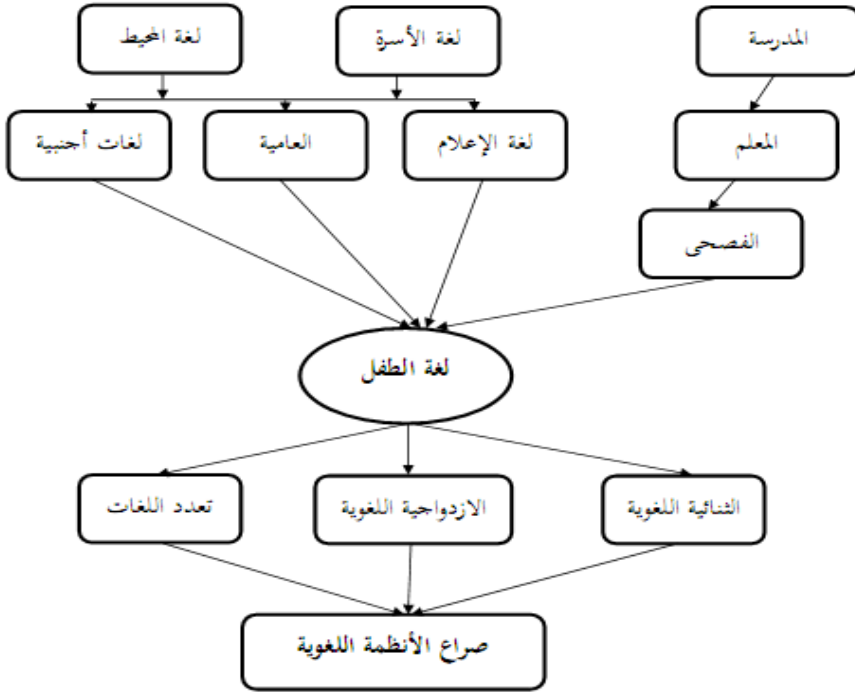 المدرسة
لغة الأسرة
لغة المحيط
المعلم
لغة الإعلام
العامية
لغات أجنبية
الفصحى
لغة الطفل
الثنائية اللغوية
الازدواجية اللغوية
تعدد اللغات
صراع الأنظمة اللغوية